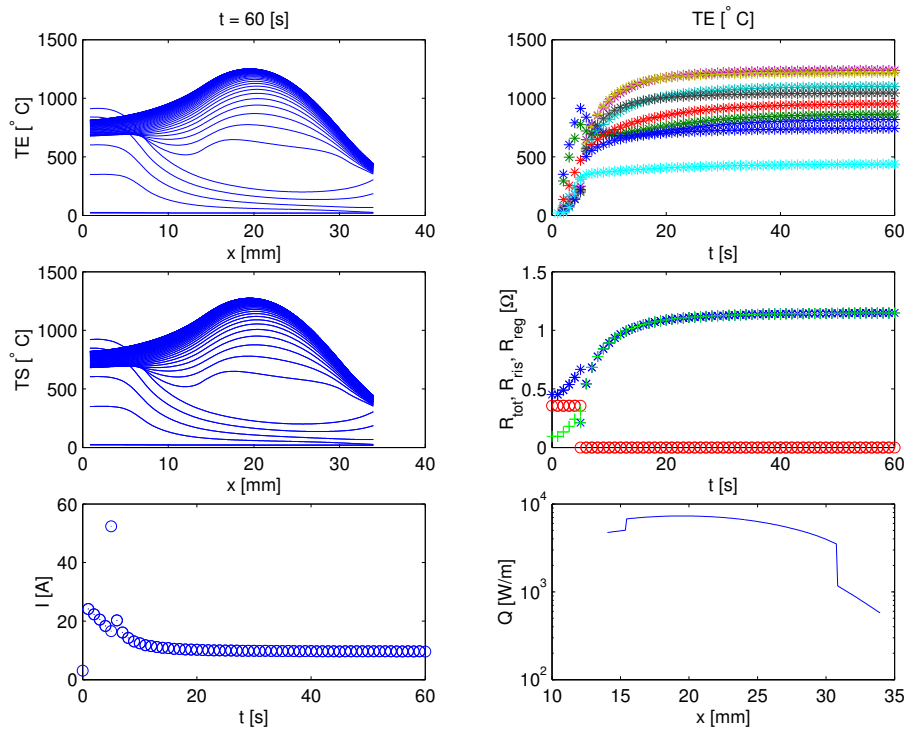 t = 60 [s]
1500
1000
500
0
TE [° C]
0 10 20 30 40
x [mm]
TE [° C]
1500
1000
500
0
0 20 40 60
t [s]
1500
1000
500
0
TS [° C]
0 10 20 30 40
x [mm]
1.5
1
0.5
0
R_tot, R_ris, R_reg [Ω]
0 20 40 60
t [s]
60
40
20
0
I [A]
0 20 40 60
t [s]
10^4
10^3
10^2
Q [W/m]
10 15 20 25 30 35
x [mm]